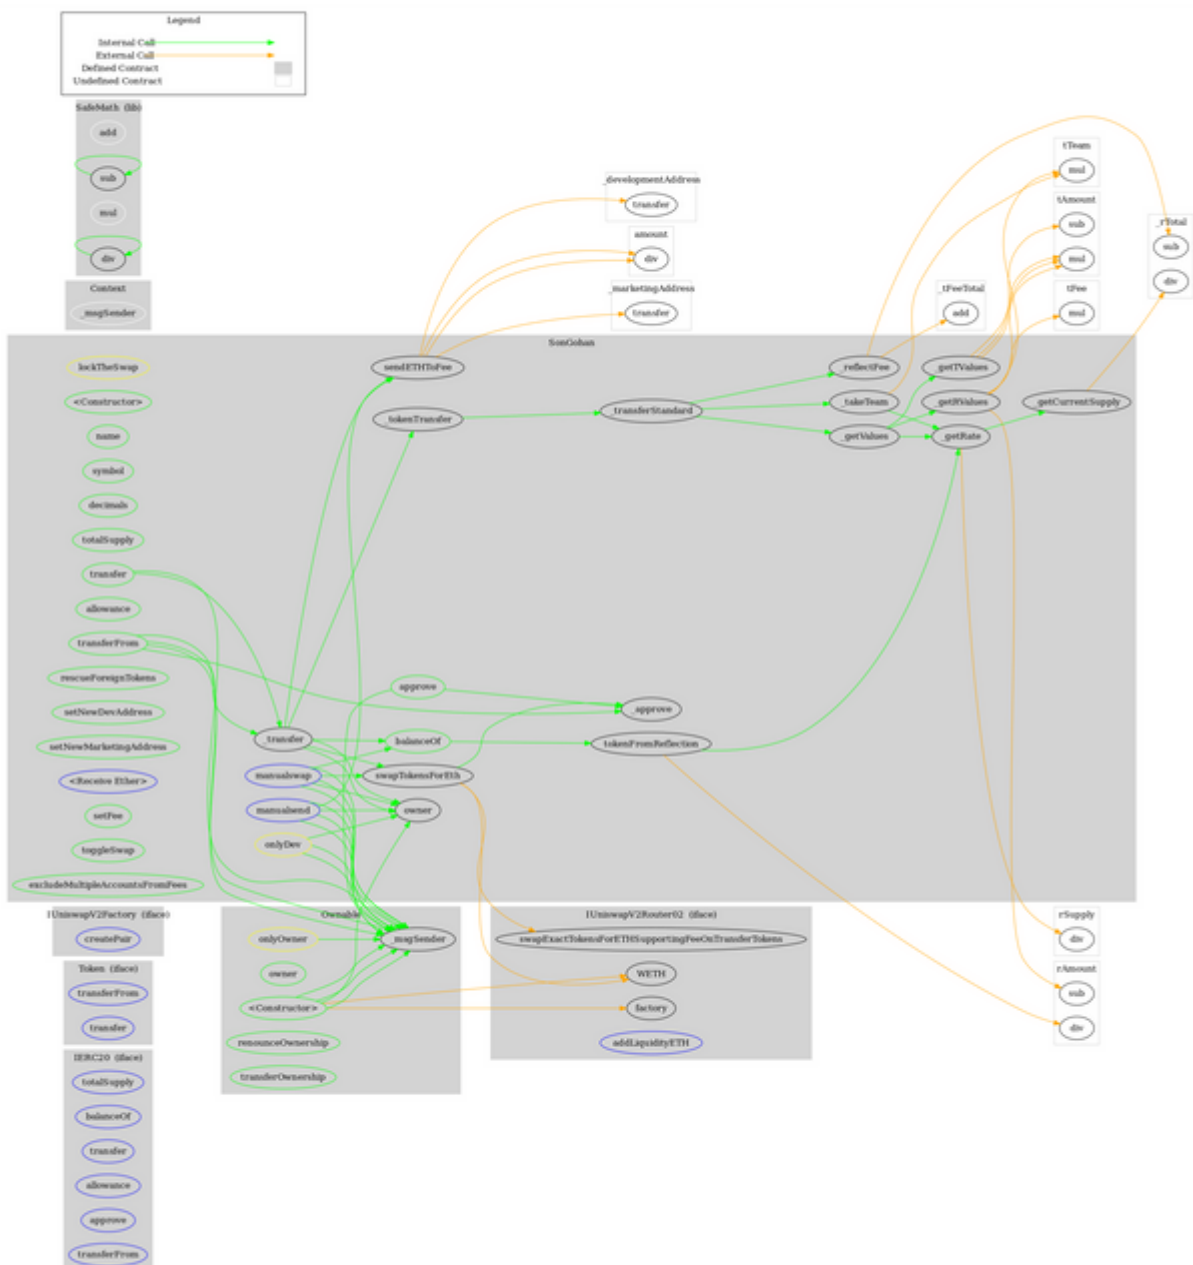 Legend
Internal Call
External Call
Defined Contract
Undefined Contract
SafeMath (lib)
add
sub
mul
div
Context
_msgSender
_developmentAddress
transfer
amount
div
_marketingAddress
transfer
_tFeeTotal
add
tTeam
mul
tAmount
sub
mul
tFee
mul
_rTotal
sub
div
SonGohan
lockTheSwap
<Constructor>
name
symbol
decimals
totalSupply
transfer
allowance
transferFrom
rescueForeignTokens
setNewDevAddress
setNewMarketingAddress
<Receive Ether>
setFee
toggleSwap
excludeMultipleAccountsFromFees
_transfer
manualswap
manualsend
onlyDev
sendETHToFee
_tokenTransfer
approve
balanceOf
swapTokensForEth
owner
_transferStandard
_approve
tokenFromReflection
_reflectFee
_takeTeam
_getValues
_getTValues
_getRValues
_getRate
_getCurrentSupply
IUniswapV2Factory (iface)
createPair
Token (iface)
transferFrom
transfer
IERC20 (iface)
totalSupply
balanceOf
transfer
allowance
approve
transferFrom
Ownable
onlyOwner
owner
<Constructor>
renounceOwnership
transferOwnership
_msgSender
IUniswapV2Router02 (iface)
swapExactTokensForETHSupportingFeeOnTransferTokens
WETH
factory
addLiquidityETH
rSupply
div
rAmount
sub
div